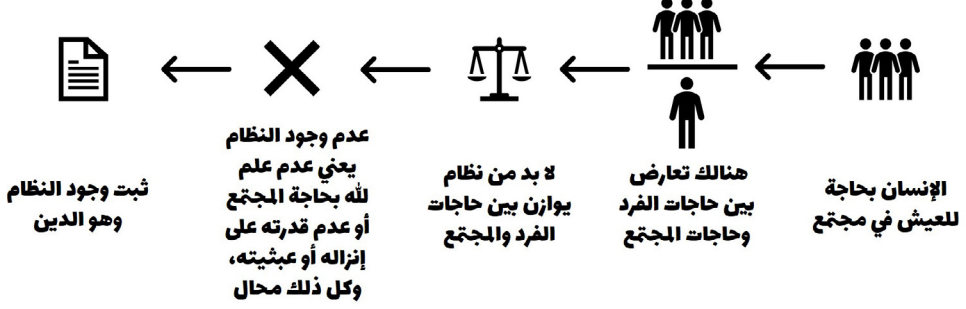 الإنسان بحاجة
للعيش في مجتمع
هنالك تعارض
بين حاجات الفرد
وحاجات المجتمع
لا بد من نظام
يوازن بين حاجات
الفرد والمجتمع
عدم وجود النظام
يعني عدم علم
لله بحاجة المجتمع
أو عدم قدرته على
إنزاله أو عبثيته،
وكل ذلك محال
ثبت وجود النظام
وهو الدين